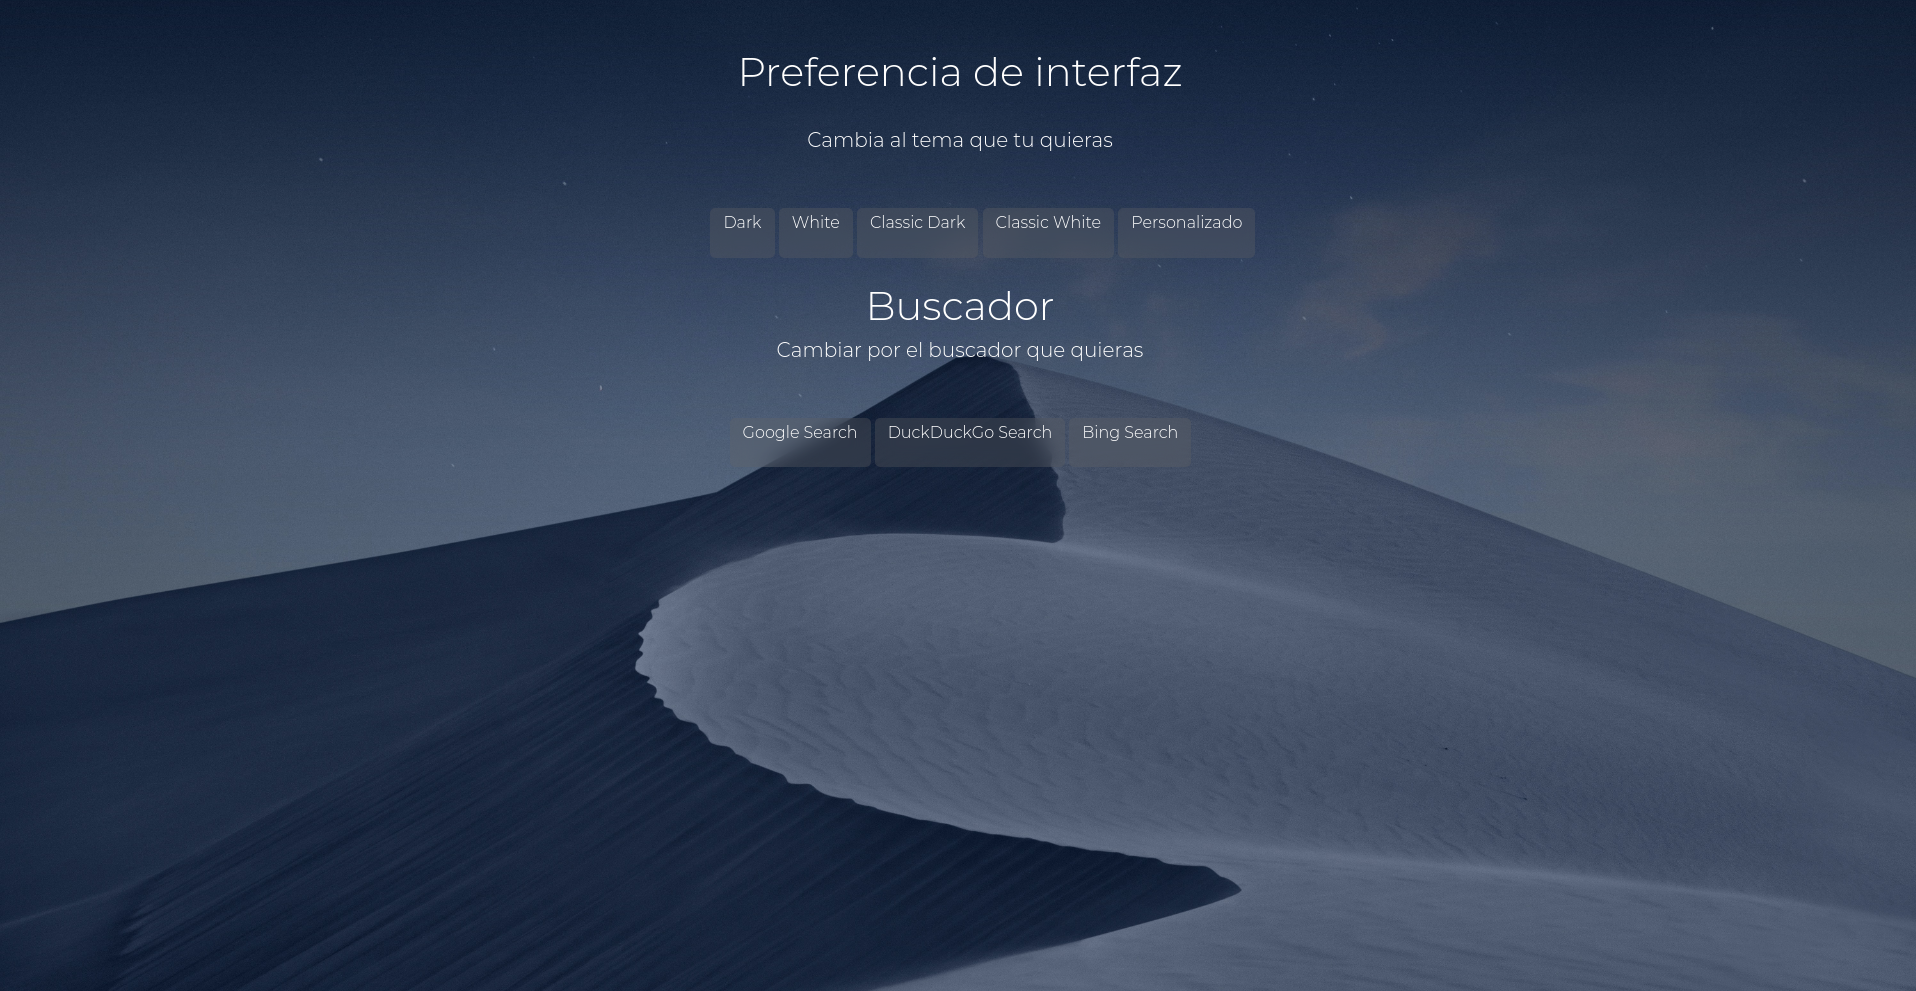 Preferencia de interfaz
Cambia al tema que tu quieras
Dark White Classic Dark Classic White Personalizado
Buscador
Cambiar por el buscador que quieras
Google Search DuckDuckGo Search Bing Search